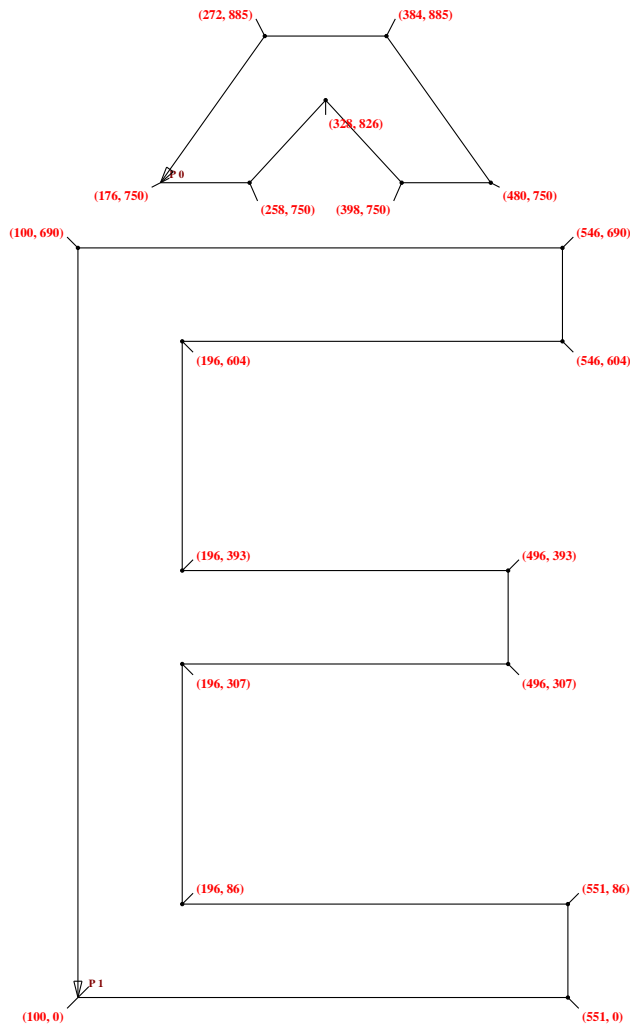 (272, 885) (384, 885)
(328, 826)
P 0
(176, 750) (258, 750) (398, 750) (480, 750)
(100, 690) (546, 690)
(196, 604) (546, 604)
(196, 393) (496, 393)
(196, 307) (496, 307)
(196, 86) (551, 86)
P 1
(100, 0) (551, 0)